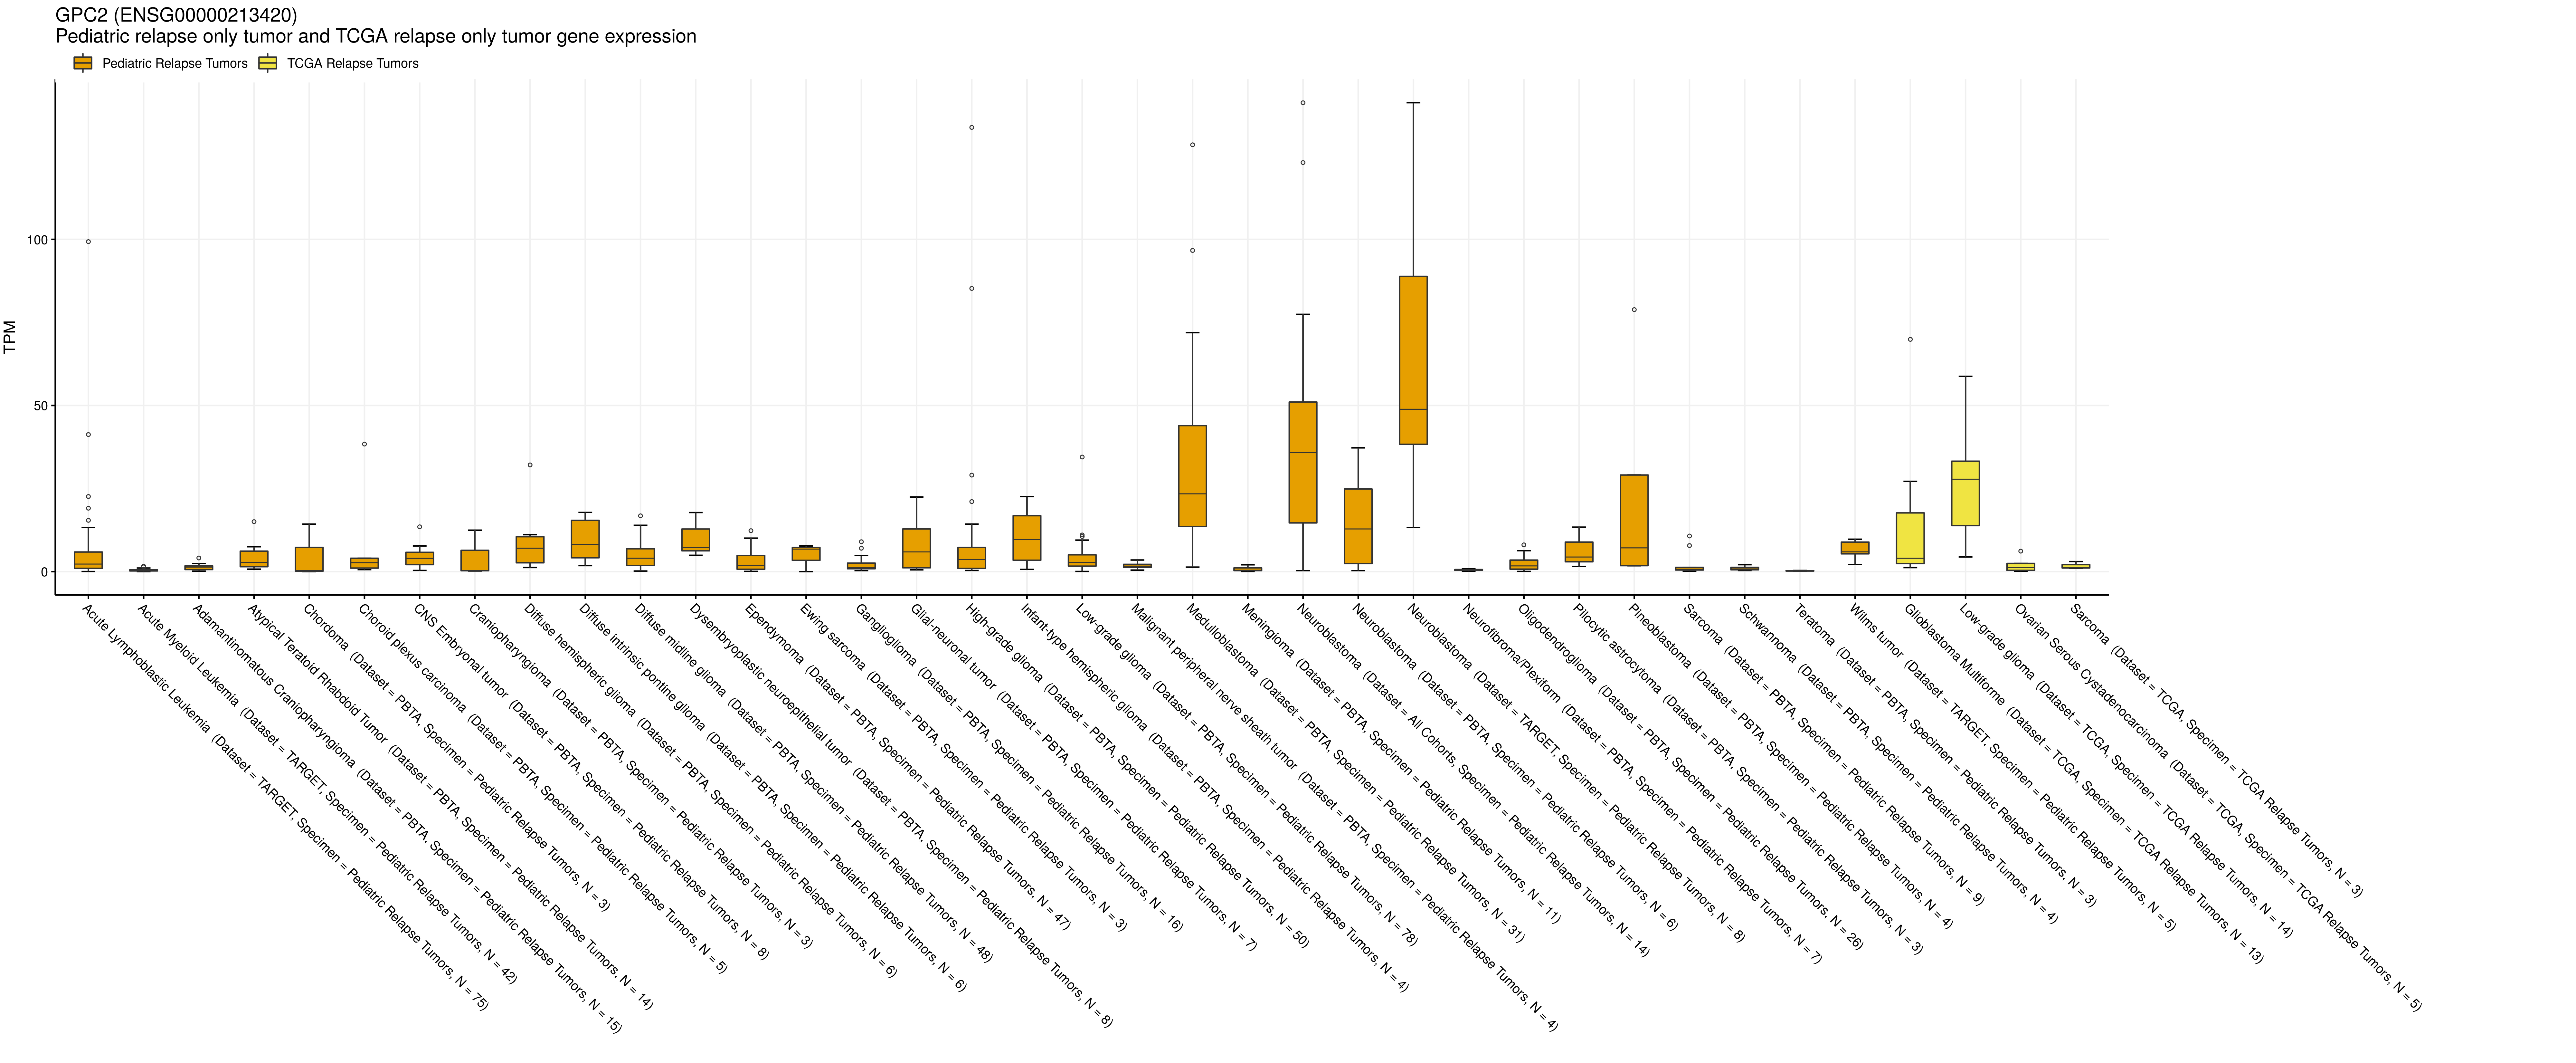 GPC2 (ENSG00000213420)
Pediatric relapse only tumor and TCGA relapse only tumor gene expression
Pediatric Relapse Tumors
TCGA Relapse Tumors
TPM
100
50
0
Acute Lymphoblastic Leukemia (Dataset = TARGET, Specimen = Pediatric Relapse Tumors, N = 75)
Acute Myeloid Leukemia (Dataset = TARGET, Specimen = Pediatric Relapse Tumors, N = 42)
Adamantinomatous Craniopharyngioma (Dataset = PBTA, Specimen = Pediatric Relapse Tumors, N = 15)
Atypical Teratoid Rhabdoid Tumor (Dataset = PBTA, Specimen = Pediatric Relapse Tumors, N = 14)
Chordoma (Dataset = PBTA, Specimen = Pediatric Relapse Tumors, N = 3)
Choroid plexus carcinoma (Dataset = PBTA, Specimen = Pediatric Relapse Tumors, N = 5)
CNS Embryonal tumor (Dataset = PBTA, Specimen = Pediatric Relapse Tumors, N = 8)
Craniopharyngioma (Dataset = PBTA, Specimen = Pediatric Relapse Tumors, N = 3)
Diffuse hemispheric glioma (Dataset = PBTA, Specimen = Pediatric Relapse Tumors, N = 6)
Diffuse intrinsic pontine glioma (Dataset = PBTA, Specimen = Pediatric Relapse Tumors, N = 6)
Diffuse midline glioma (Dataset = PBTA, Specimen = Pediatric Relapse Tumors, N = 48)
Dysembryoplastic neuroepithelial tumor (Dataset = PBTA, Specimen = Pediatric Relapse Tumors, N = 8)
Ependymoma (Dataset = PBTA, Specimen = Pediatric Relapse Tumors, N = 47)
Ewing sarcoma (Dataset = PBTA, Specimen = Pediatric Relapse Tumors, N = 3)
Ganglioglioma (Dataset = PBTA, Specimen = Pediatric Relapse Tumors, N = 16)
Glial-neuronal tumor (Dataset = PBTA, Specimen = Pediatric Relapse Tumors, N = 7)
High-grade glioma (Dataset = PBTA, Specimen = Pediatric Relapse Tumors, N = 50)
Infant-type hemispheric glioma (Dataset = PBTA, Specimen = Pediatric Relapse Tumors, N = 4)
Low-grade glioma (Dataset = PBTA, Specimen = Pediatric Relapse Tumors, N = 78)
Malignant peripheral nerve sheath tumor (Dataset = PBTA, Specimen = Pediatric Relapse Tumors, N = 4)
Medulloblastoma (Dataset = PBTA, Specimen = Pediatric Relapse Tumors, N = 31)
Meningioma (Dataset = PBTA, Specimen = Pediatric Relapse Tumors, N = 11)
Neuroblastoma (Dataset = All Cohorts, Specimen = Pediatric Relapse Tumors, N = 14)
Neuroblastoma (Dataset = PBTA, Specimen = Pediatric Relapse Tumors, N = 6)
Neuroblastoma (Dataset = TARGET, Specimen = Pediatric Relapse Tumors, N = 8)
Neurofibroma/Plexiform (Dataset = PBTA, Specimen = Pediatric Relapse Tumors, N = 7)
Oligodendroglioma (Dataset = PBTA, Specimen = Pediatric Relapse Tumors, N = 26)
Pilocytic astrocytoma (Dataset = PBTA, Specimen = Pediatric Relapse Tumors, N = 3)
Pineoblastoma (Dataset = PBTA, Specimen = Pediatric Relapse Tumors, N = 4)
Sarcoma (Dataset = PBTA, Specimen = Pediatric Relapse Tumors, N = 9)
Schwannoma (Dataset = PBTA, Specimen = Pediatric Relapse Tumors, N = 4)
Teratoma (Dataset = PBTA, Specimen = Pediatric Relapse Tumors, N = 3)
Wilms tumor (Dataset = TARGET, Specimen = Pediatric Relapse Tumors, N = 5)
Glioblastoma Multiforme (Dataset = TCGA, Specimen = TCGA Relapse Tumors, N = 13)
Low-grade glioma (Dataset = TCGA, Specimen = TCGA Relapse Tumors, N = 14)
Ovarian Serous Cystadenocarcinoma (Dataset = TCGA, Specimen = TCGA Relapse Tumors, N = 5)
Sarcoma (Dataset = TCGA, Specimen = TCGA Relapse Tumors, N = 3)